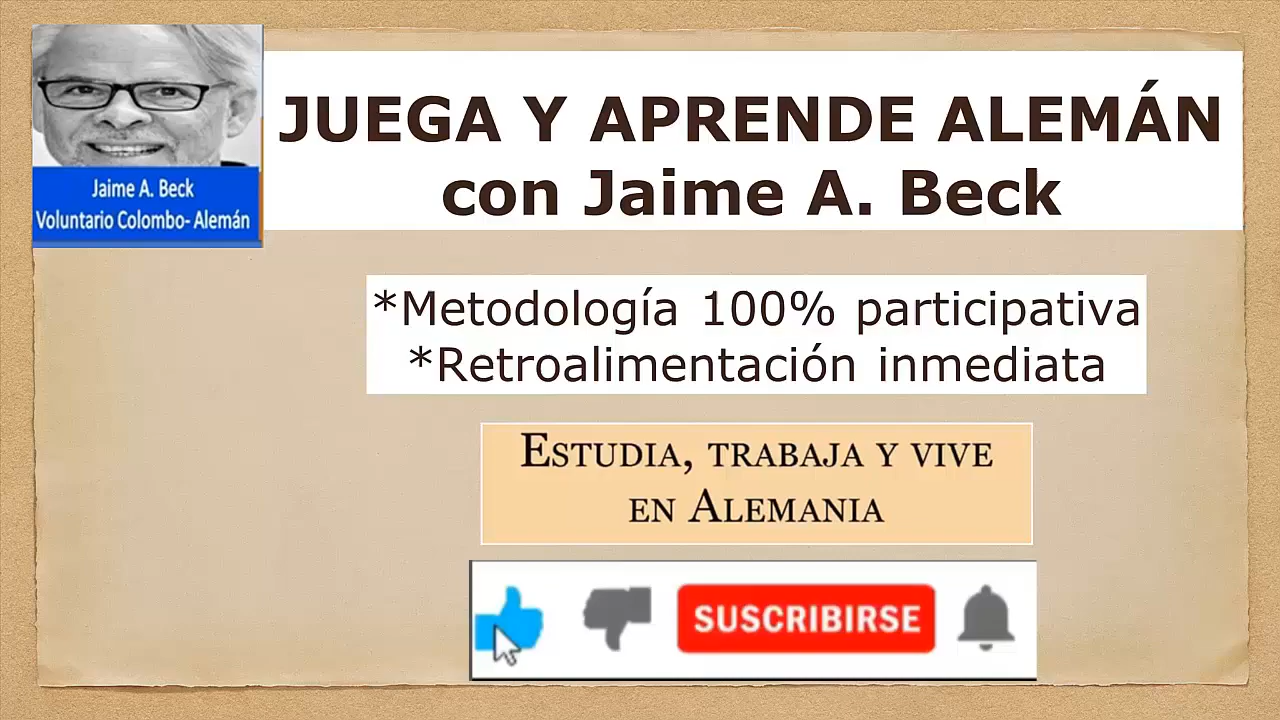 JUEGA Y APRENDE ALEMÁN
con Jaime A. Beck
Jaime A. Beck
Voluntario Colombo- Alemán
*Metodología 100% participativa
*Retroalimentación inmediata
ESTUDIA, TRABAJA Y VIVE
EN ALEMANIA
SUSCRIBIRSE